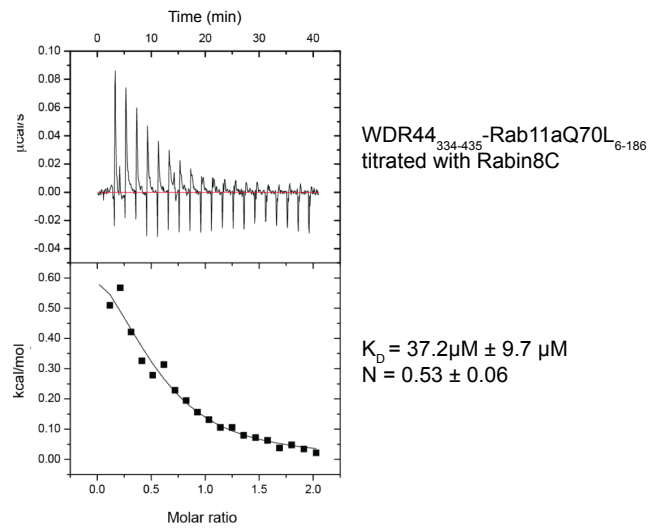 Time (min)
0 10 20 30 40
0.10
0.08
0.06
0.04
0.02
0.00
-0.02
-0.04
µcal/s
WDR44334-435-Rab11aQ70L6-186
titrated with Rabin8C
0.60
0.50
0.40
0.30
0.20
0.10
0.00
kcal/mol
KD = 37.2µM ± 9.7 µM
N = 0.53 ± 0.06
0.0 0.5 1.0 1.5 2.0
Molar ratio